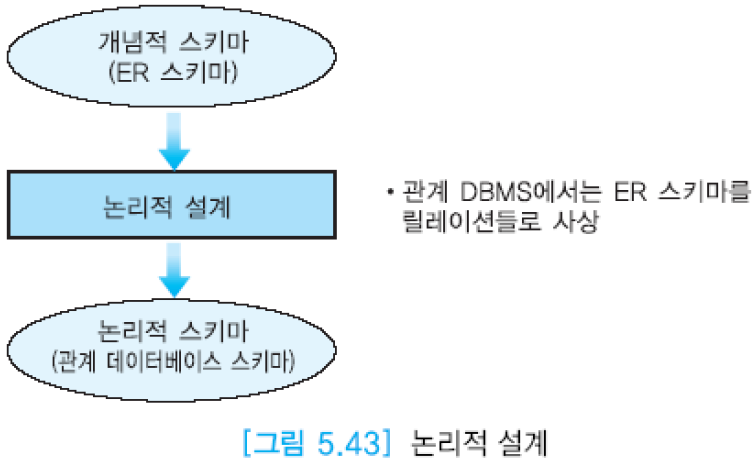 개념적 스키마
(ER 스키마)
논리적 설계
• 관계 DBMS에서는 ER 스키마를
릴레이션들로 사상
논리적 스키마
(관계 데이터베이스 스키마)
[그림 5.43] 논리적 설계